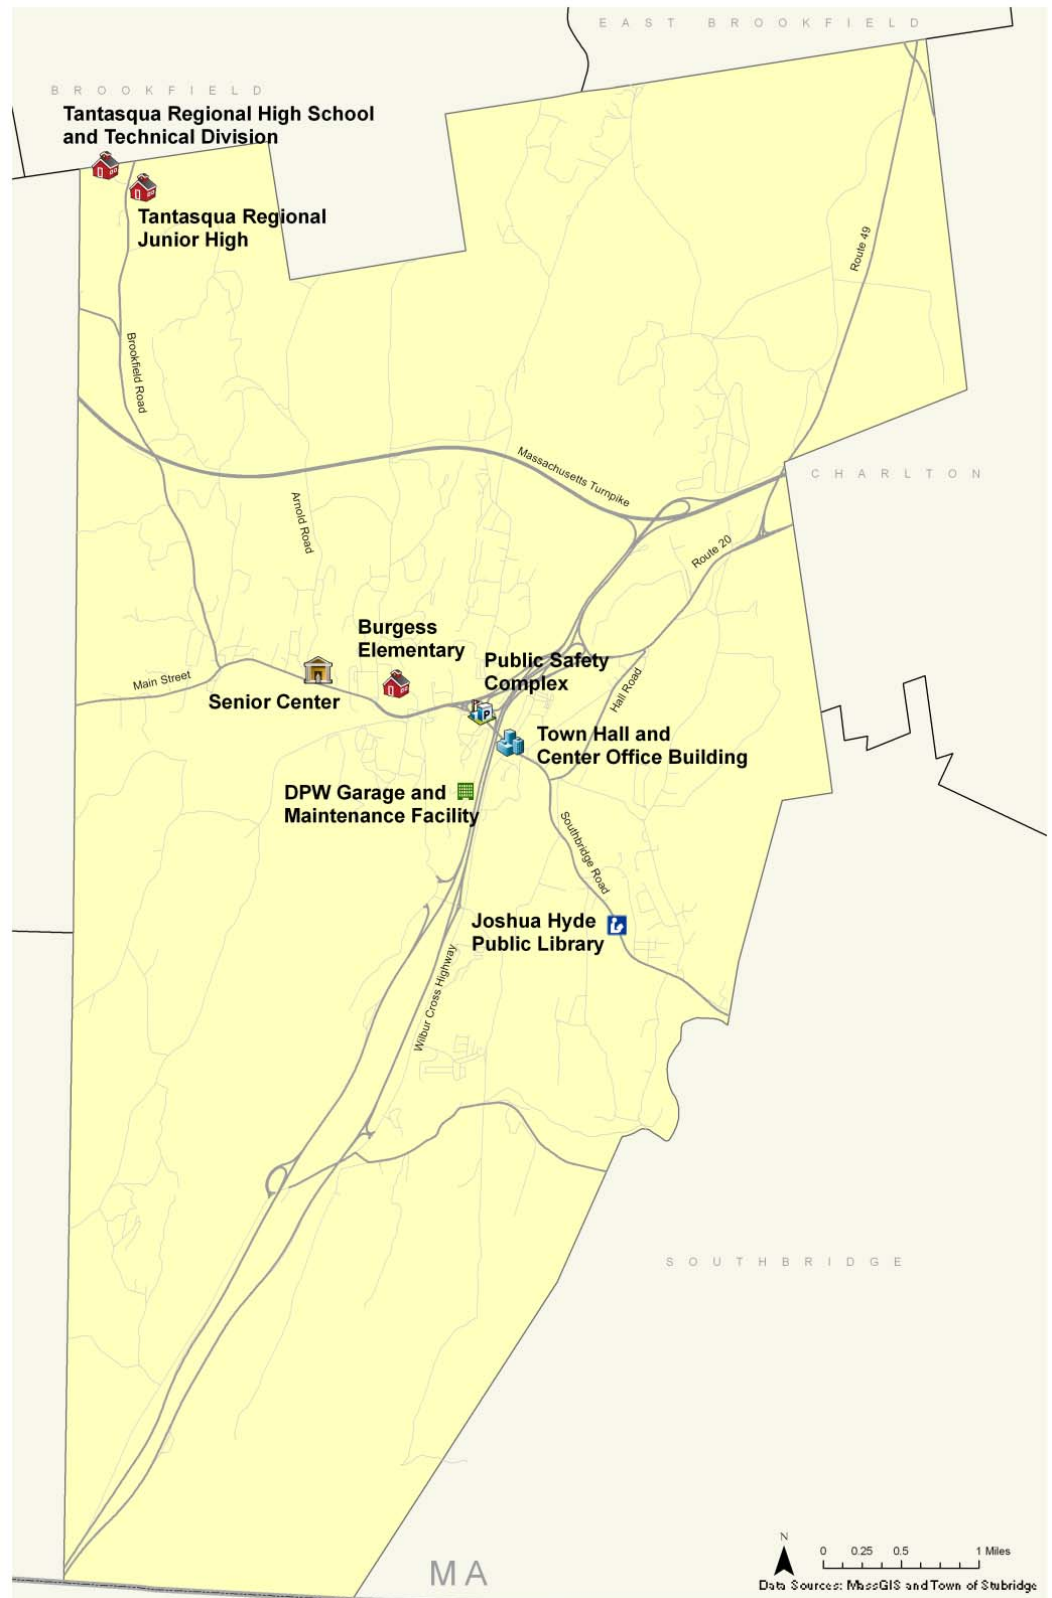 EAST BROOKFIELD
BROOKFIELD
Tantasqua Regional High School
and Technical Division
Tantasqua Regional
Junior High
Route 49
Brookfield Road
Massachusetts Turnpike
CHARLTON
Arnold Road
Route 20
Burgess
Elementary
Public Safety
Complex
Main Street
Senior Center
Hall Road
P
Town Hall and
Center Office Building
DPW Garage and
Maintenance Facility
Southbridge Road
Joshua Hyde
Public Library
Wilbur Cross Highway
SOUTHBRIDGE
MA
N
0 0.25 0.5 1 Miles
Data Sources: MassGIS and Town of Stubridge